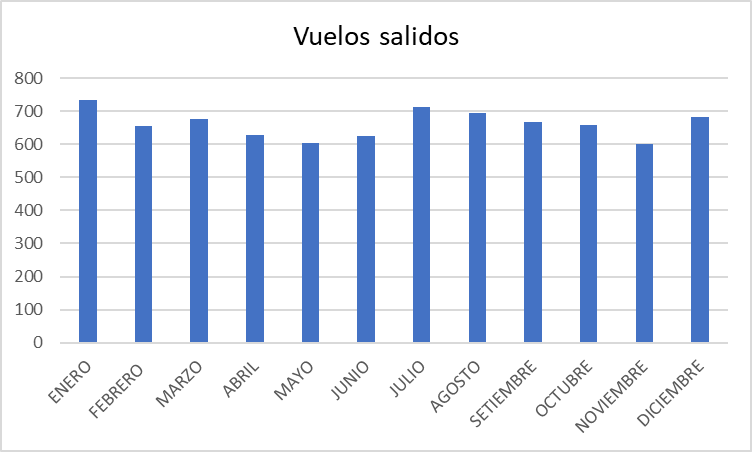 Vuelos salidos
800
700
600
500
400
300
200
100
0
ENERO
FEBRERO
MARZO
ABRIL
MAYO
JUNIO
JULIO
AGOSTO
SETIEMBRE
OCTUBRE
NOVIEMBRE
DICIEMBRE